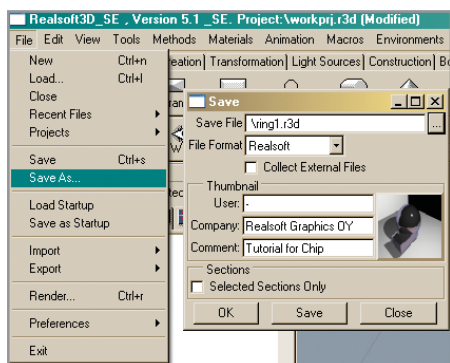 Realsoft3D_SE , Version 5.1 _SE. Project:\workprj.r3d (Modified)
File Edit View Tools Methods Materials Animation Macros Environments
New Ctrl+n
Load... Ctrl+l
Close
Recent Files
Projects
Save Ctrl+s
Save As...
Load Startup
Save as Startup
Import
Export
Render... Ctrl+r
Preferences
Exit
Transformation Light Sources Construction
Save
Save File \ring1.r3d ...
File Format Realsoft
Collect External Files
Thumbnail
User: -
Company: Realsoft Graphics OY
Comment: Tutorial for Chip
Sections
Selected Sections Only
OK Save Close